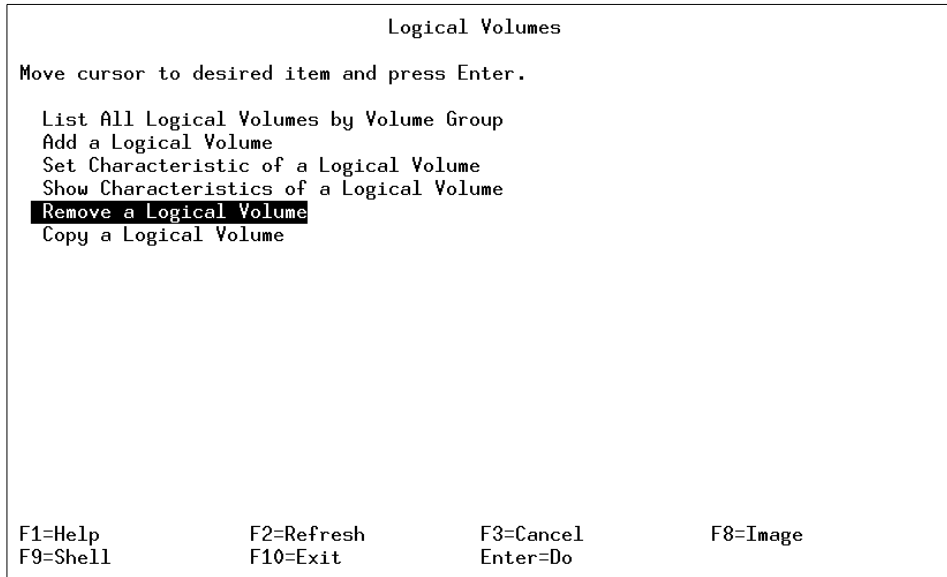 Logical Volumes
Move cursor to desired item and press Enter.
List All Logical Volumes by Volume Group
Add a Logical Volume
Set Characteristic of a Logical Volume
Show Characteristics of a Logical Volume
Remove a Logical Volume
Copy a Logical Volume
F1=Help F2=Refresh F3=Cancel F8=Image
F9=Shell F10=Exit Enter=Do